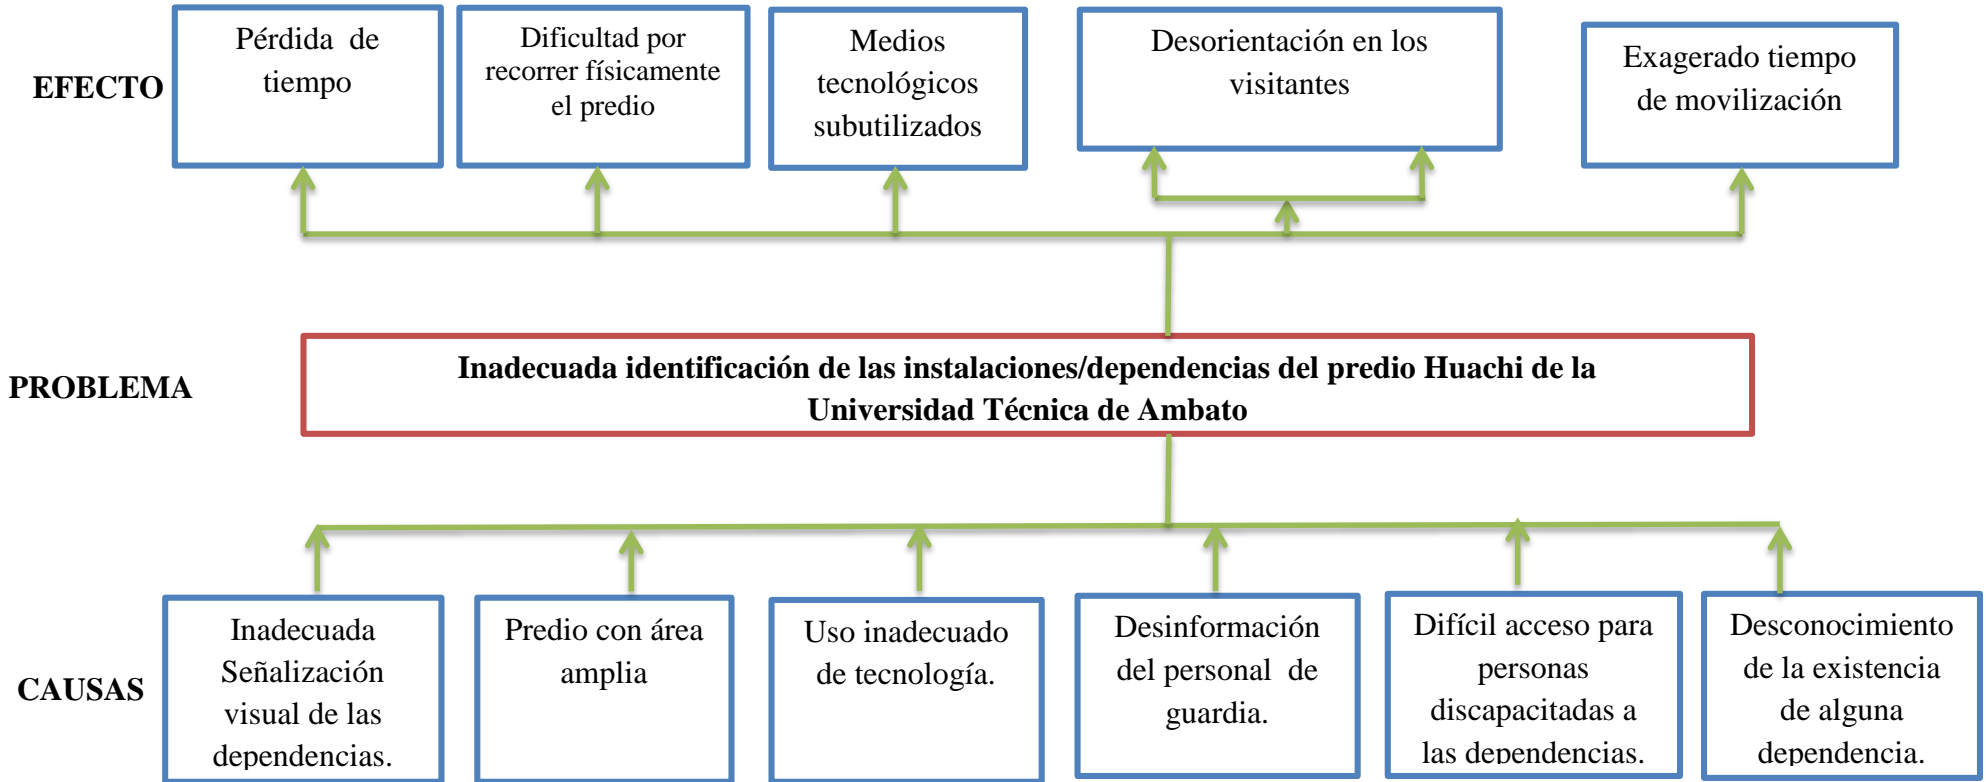 EFECTO
Pérdida de
tiempo
Dificultad por
recorrer físicamente
el predio
Medios
tecnológicos
subutilizados
Desorientación en los
visitantes
Exagerado tiempo
de movilización
PROBLEMA
Inadecuada identificación de las instalaciones/dependencias del predio Huachi de la
Universidad Técnica de Ambato
CAUSAS
Inadecuada
Señalización
visual de las
dependencias.
Predio con área
amplia
Uso inadecuado
de tecnología.
Desinformación
del personal de
guardia.
Difícil acceso para
personas
discapacitadas a
las dependencias.
Desconocimiento
de la existencia
de alguna
dependencia.